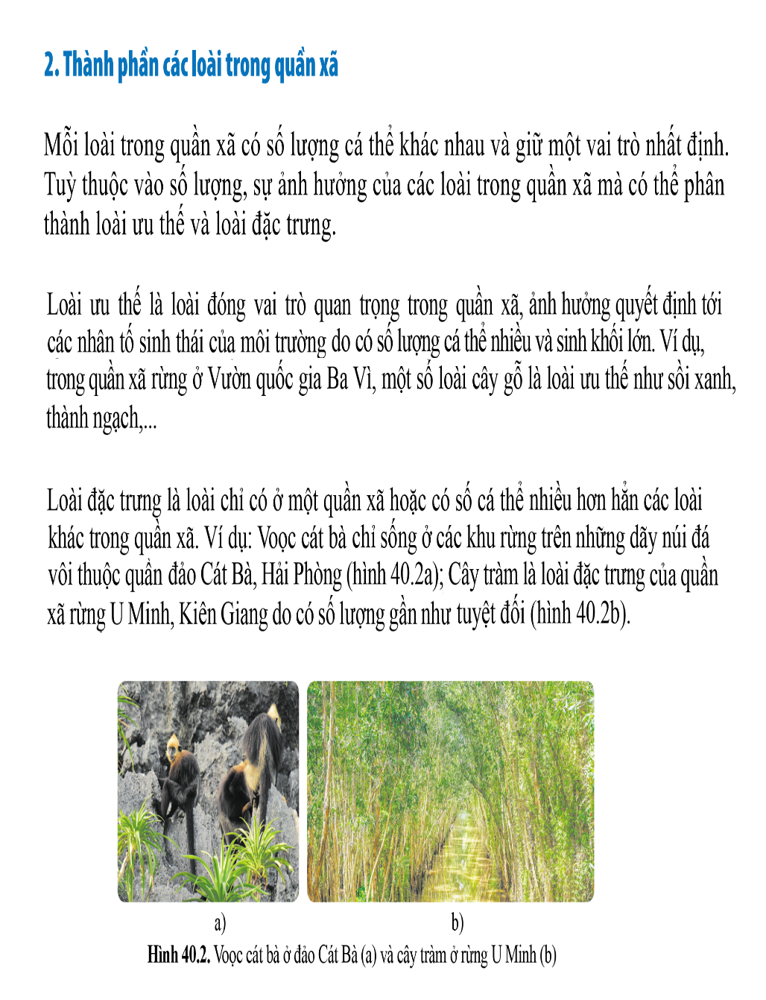 2. Thành phần các loài trong quần xã
Mỗi loài trong quần xã có số lượng cá thể khác nhau và giữ một vai trò nhất định.
Tuỳ thuộc vào số lượng, sự ảnh hưởng của các loài trong quần xã mà có thể phân
thành loài ưu thế và loài đặc trưng.
Loài ưu thế là loài đóng vai trò quan trọng trong quần xã, ảnh hưởng quyết định tới
các nhân tố sinh thái của môi trường do có số lượng cá thể nhiều và sinh khối lớn. Ví dụ,
trong quần xã rừng ở Vườn quốc gia Ba Vì, một số loài cây gỗ là loài ưu thế như sồi xanh,
thành ngạch,...
Loài đặc trưng là loài chỉ có ở một quần xã hoặc có số cá thể nhiều hơn hẳn các loài
khác trong quần xã. Ví dụ: Voọc cát bà chỉ sống ở các khu rừng trên những dãy núi đá
vôi thuộc quần đảo Cát Bà, Hải Phòng (hình 40.2a); Cây tràm là loài đặc trưng của quần
xã rừng U Minh, Kiên Giang do có số lượng gần như tuyệt đối (hình 40.2b).
a) b)
Hình 40.2. Voọc cát bà ở đảo Cát Bà (a) và cây tràm ở rừng U Minh (b)